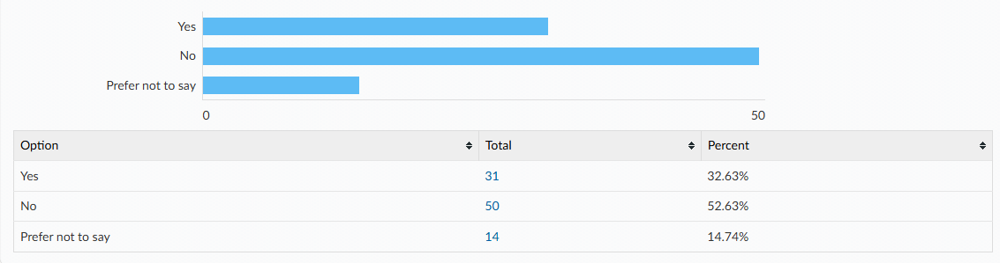 Yes
No
Prefer not to say
0 50
Option Total Percent
Yes 31 32.63%
No 50 52.63%
Prefer not to say 14 14.74%